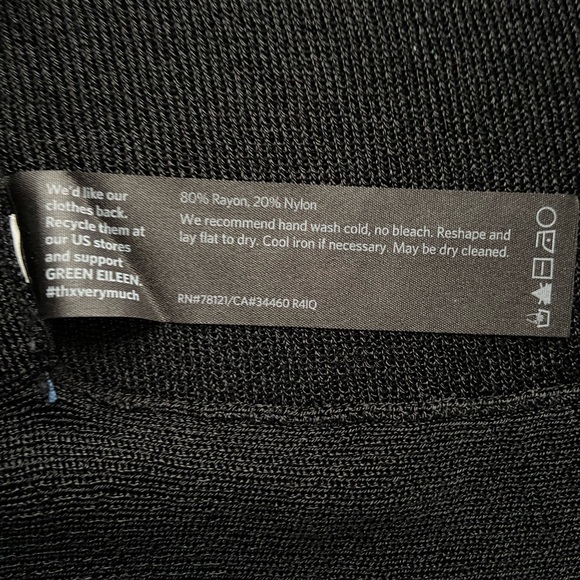 We'd like our
clothes back.
Recycle them at
our US stores
and support
GREEN EILEEN.
#thxverymuch
80% Rayon, 20% Nylon
We recommend hand wash cold, no bleach. Reshape and
lay flat to dry. Cool iron if necessary. May be dry cleaned.
RN#78121/CA#34460 R4IQ